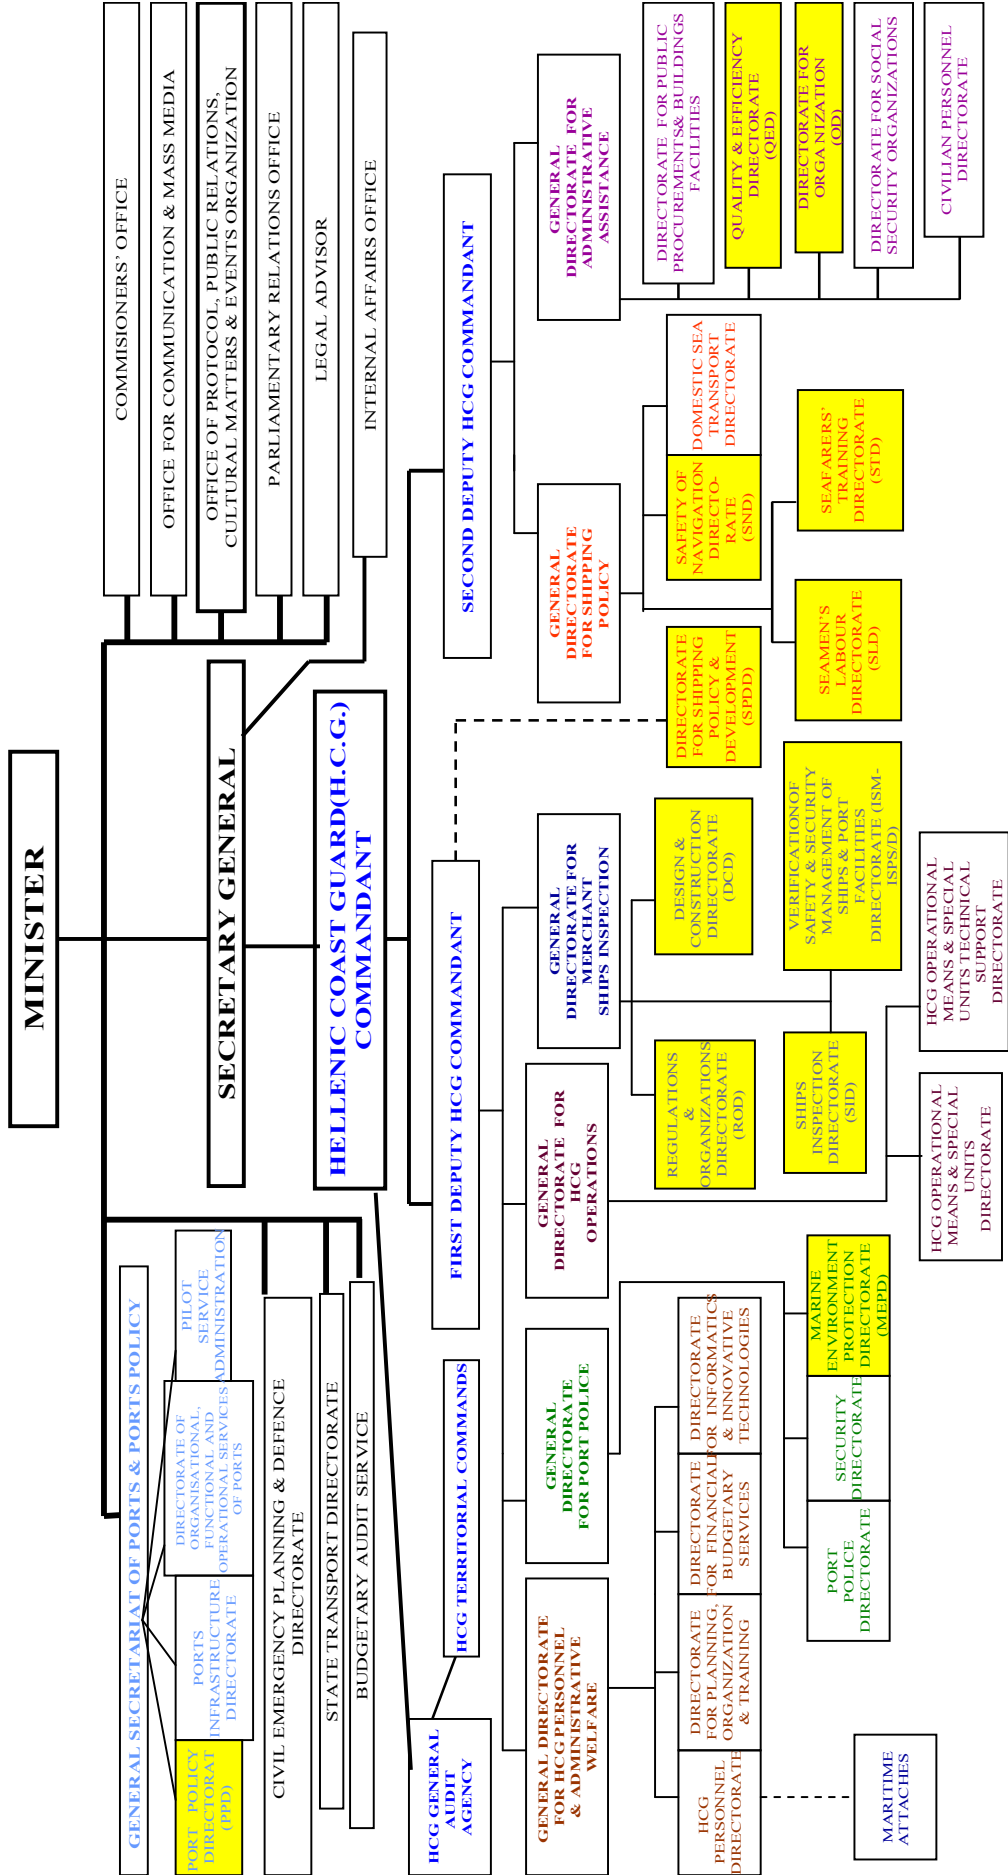 MINISTER
COMMISIONERS' OFFICE
OFFICE FOR COMMUNICATION & MASS MEDIA
OFFICE OF PROTOCOL, PUBLIC RELATIONS,
CULTURAL MATTERS & EVENTS ORGANIZATION
PARLIAMENTARY RELATIONS OFFICE
LEGAL ADVISOR
INTERNAL AFFAIRS OFFICE
SECRETARY GENERAL
HELLENIC COAST GUARD(H.C.G.)
COMMANDANT
GENERAL SECRETARIAT OF PORTS & PORTS POLICY
PORT POLICY
DIRECTORAT
(PPD)
PORTS
INFRASTRUCTURE
DIRECTORATE
DIRECTORATE OF
ORGANISATIONAL,
FUNCTIONAL AND
OPERATIONAL SERVICES
OF PORTS
PILOT
SERVICE
ADMINISTRATION
CIVIL EMERGENCY PLANNING & DEFENCE
DIRECTORATE
STATE TRANSPORT DIRECTORATE
BUDGETARY AUDIT SERVICE
HCG GENERAL
AUDIT
AGENCY
HCG TERRITORIAL COMMANDS
FIRST DEPUTY HCG COMMANDANT
SECOND DEPUTY HCG COMMANDANT
GENERAL DIRECTORATE
FOR HCG PERSONNEL
& ADMINISTRATIVE
WELFARE
GENERAL
DIRECTORATE
FOR PORT POLICE
GENERAL
DIRECTORATE FOR
HCG
OPERATIONS
GENERAL
DIRECTORATE FOR
MERCHANT
SHIPS INSPECTION
GENERAL
DIRECTORATE
FOR SHIPPING
POLICY
GENERAL
DIRECTORATE FOR
ADMINISTRATIVE
ASSISTANCE
HCG
PERSONNEL
DIRECTORATE
DIRECTORATE
FOR PLANNING,
ORGANIZATION
& TRAINING
DIRECTORATE
FOR FINANCIAL
BUDGETARY
SERVICES
DIRECTORATE
FOR INFORMATICS
& INNOVATIVE
TECHNOLOGIES
REGULATIONS
&
ORGANIZATIONS
DIRECTORATE
(ROD)
DESIGN &
CONSTRUCTION
DIRECTORATE
(DCD)
DIRECTORATE
FOR SHIPPING
POLICY &
DEVELOPMENT
(SPDD)
SAFETY OF
NAVIGATION
DIRECTO-
RATE
(SND)
DOMESTIC SEA
TRANSPORT
DIRECTORATE
DIRECTORATE FOR PUBLIC
PROCUREMENTS& BUILDINGS
FACILITIES
QUALITY & EFFICIENCY
DIRECTORATE
(QED)
DIRECTORATE FOR
ORGA NIZATION
(OD)
DIRECTORATE FOR SOCIAL
SECURITY ORGANIZATIONS
CIVILIAN PERSONNEL
DIRECTORATE
PORT
POLICE
DIRECTORATE
SECURITY
DIRECTORATE
MARINE
ENVIRONMENT
PROTECTION
DIRECTORATE
(MEPD)
SHIPS
INSPECTION
DIRECTORATE
(SID)
VERIFICATIONOF
SAFETY & SECURITY
MANAGEMENT OF
SHIPS & PORT
FACILITIES
DIRECTORATE (ISM-
ISPS/D)
SEAMEN'S
LABOUR
DIRECTORATE
(SLD)
SEAFARERS'
TRAINING
DIRECTORATE
(STD)
MARITIME
ATTACHES
HCG OPERATIONAL
MEANS & SPECIAL
UNITS
DIRECTORATE
HCG OPERATIONAL
MEANS & SPECIAL
UNITS TECHNICAL
SUPPORT
DIRECTORATE